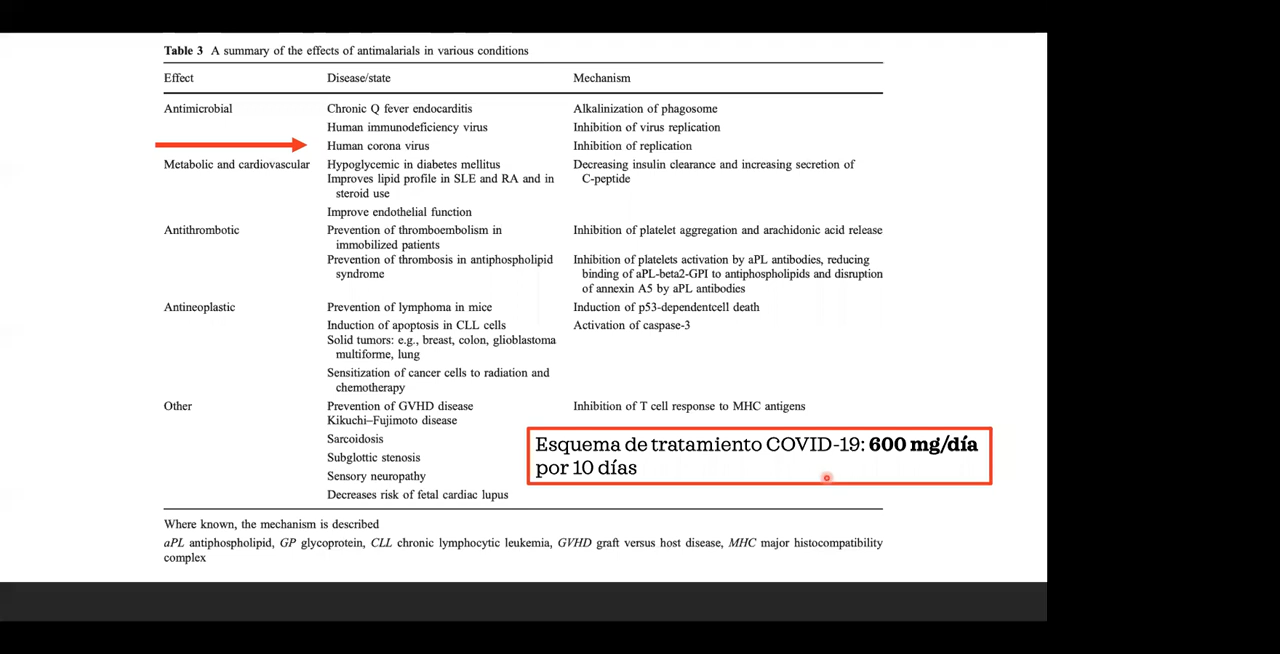 Table 3 A summary of the effects of antimalarials in various conditions
Effect Disease/state Mechanism
Antimicrobial Chronic Q fever endocarditis Alkalinization of phagosome
Human immunodeficiency virus Inhibition of virus replication
Human corona virus Inhibition of replication
Metabolic and cardiovascular Hypoglycemic in diabetes mellitus Decreasing insulin clearance and increasing secretion of
Improves lipid profile in SLE and RA and in C-peptide
steroid use
Improve endothelial function
Antithrombotic Prevention of thromboembolism in Inhibition of platelet aggregation and arachidonic acid release
immobilized patients
Prevention of thrombosis in antiphospholipid Inhibition of platelets activation by aPL antibodies, reducing
syndrome binding of aPL-beta2-GPI to antiphospholipids and disruption
of annexin A5 by aPL antibodies
Antineoplastic Prevention of lymphoma in mice Induction of p53-dependentcell death
Induction of apoptosis in CLL cells Activation of caspase-3
Solid tumors: e.g., breast, colon, glioblastoma
multiforme, lung
Sensitization of cancer cells to radiation and
chemotherapy
Other Prevention of GVHD disease Inhibition of T cell response to MHC antigens
Kikuchi–Fujimoto disease
Sarcoidosis
Subglottic stenosis
Sensory neuropathy
Decreases risk of fetal cardiac lupus
Esquema de tratamiento COVID-19: 600 mg/día
por 10 días
Where known, the mechanism is described
aPL antiphospholipid, GP glycoprotein, CLL chronic lymphocytic leukemia, GVHD graft versus host disease, MHC major histocompatibility
complex